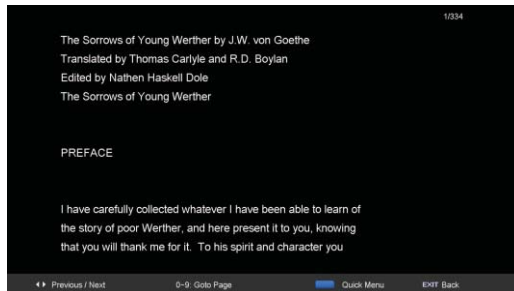 1/334
The Sorrows of Young Werther by J.W. von Goethe
Translated by Thomas Carlyle and R.D. Boylan
Edited by Nathen Haskell Dole
The Sorrows of Young Werther
PREFACE
I have carefully collected whatever I have been able to learn of
the story of poor Werther, and here present it to you, knowing
that you will thank me for it. To his spirit and character you
Previous / Next 0~9: Goto Page Quick Menu EXIT Back